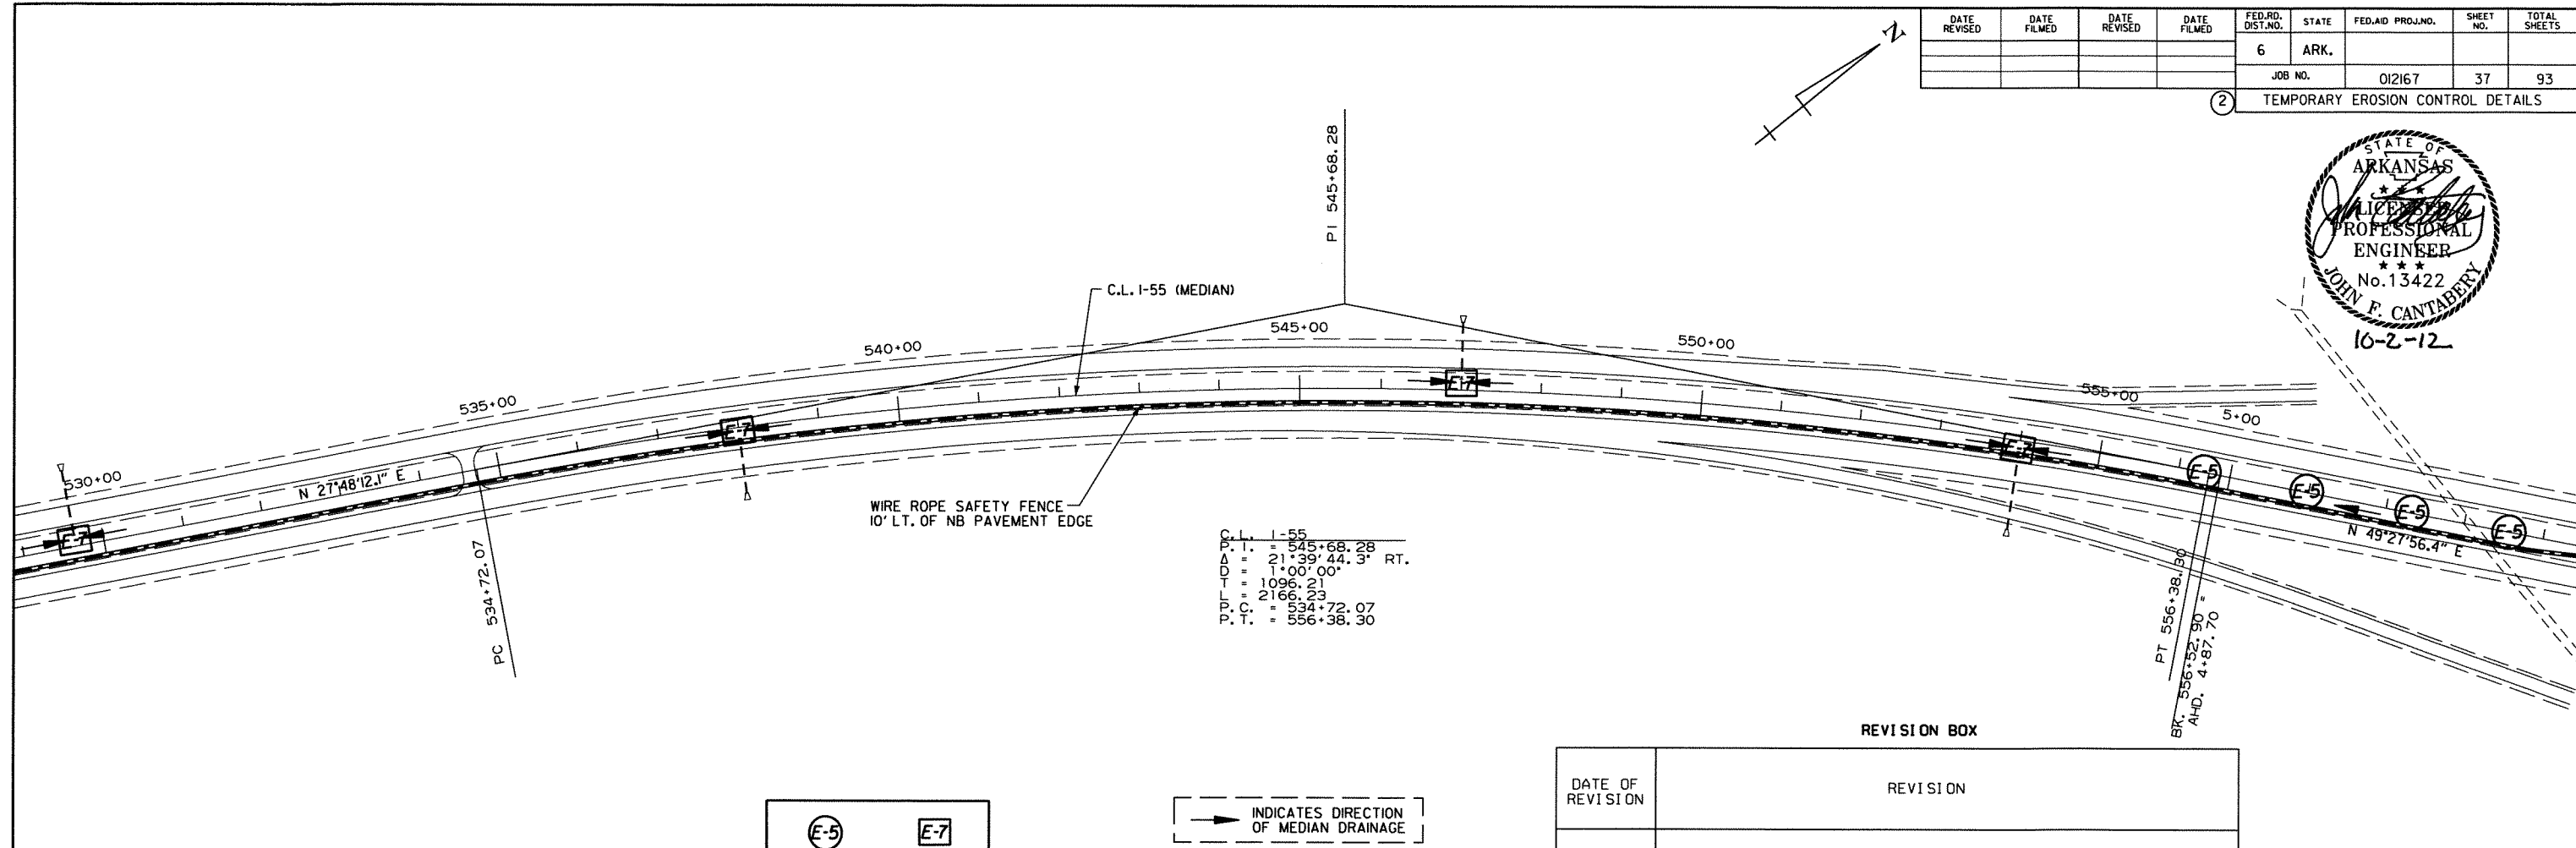 DATE REVISED
DATE FILMED
DATE REVISED
DATE FILMED
FED.RD. DIST.NO.
STATE
FED.AID PROJ.NO.
SHEET NO.
TOTAL SHEETS
6
ARK.
JOB NO.
012167
37
93
2
TEMPORARY EROSION CONTROL DETAILS
N
STATE OF
ARKANSAS
LICENSED
PROFESSIONAL
ENGINEER
No.13422
JOHN F. CANTABERY
10-2-12
PI 545+68.28
C.L. I-55 (MEDIAN)
530+00
535+00
540+00
545+00
550+00
555+00
5+00
E-7
E-7
E-7
E-7
E-5
E-5
E-5
E-5
N 27°48'12.1" E
N 49°27'56.4" E
WIRE ROPE SAFETY FENCE
10' LT. OF NB PAVEMENT EDGE
PC 534+72.07
C.L. I-55
P.I. = 545+68.28
Δ = 21°39'44.3" RT.
D = 1°00'00"
T = 1096.21
L = 2166.23
P.C. = 534+72.07
P.T. = 556+38.30
PT 556+38.30
BK. 556+52.90 =
AHD. 4+87.70
REVISION BOX
DATE OF REVISION
REVISION
E-5
E-7
INDICATES DIRECTION
OF MEDIAN DRAINAGE